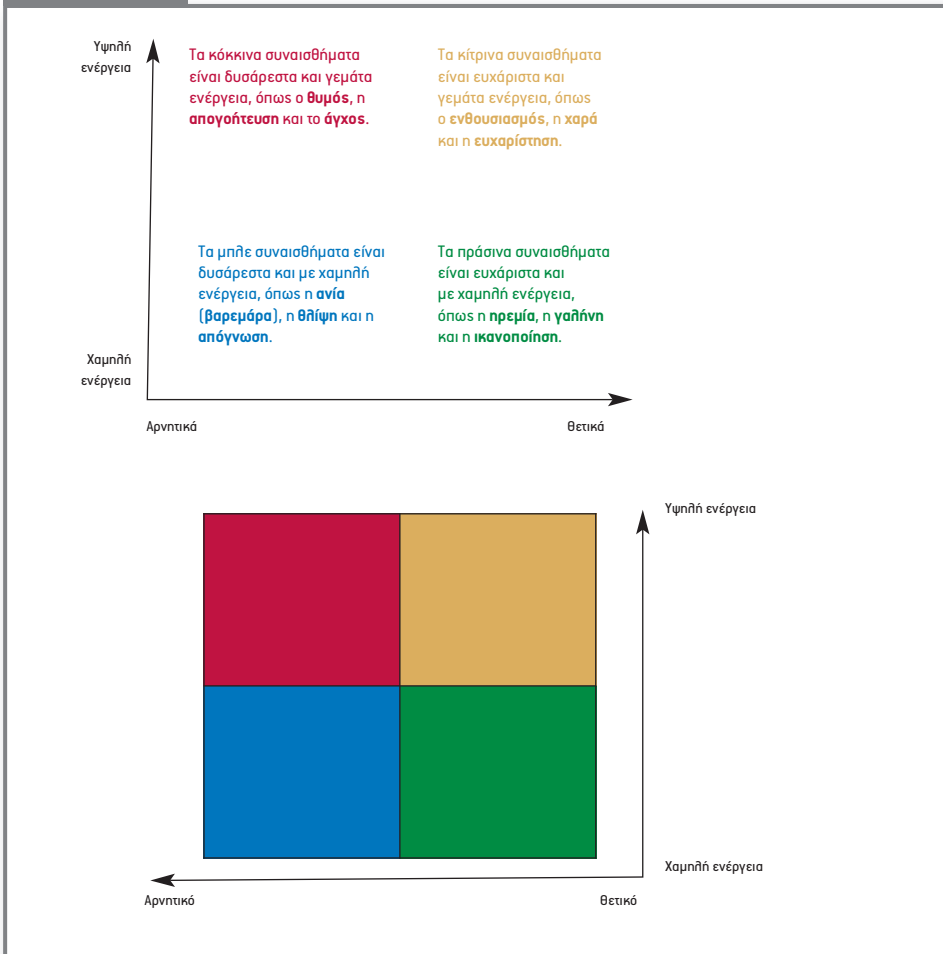 Υψηλή
ενέργεια
Τα κόκκινα συναισθήματα
είναι δυσάρεστα και γεμάτα
ενέργεια, όπως ο θυμός, η
απογοήτευση και το άγχος.
Τα κίτρινα συναισθήματα
είναι ευχάριστα και
γεμάτα ενέργεια, όπως
ο ενθουσιασμός, η χαρά
και η ευχαρίστηση.
Τα μπλε συναισθήματα είναι
δυσάρεστα και με χαμηλή
ενέργεια, όπως η ανία
(βαρεμάρα), η θλίψη και η
απόγνωση.
Τα πράσινα συναισθήματα
είναι ευχάριστα και
με χαμηλή ενέργεια,
όπως η ηρεμία, η γαλήνη
και η ικανοποίηση.
Χαμηλή
ενέργεια
Αρνητικά
θετικά
Υψηλή ενέργεια
Χαμηλή ενέργεια
Αρνητικό
θετικό